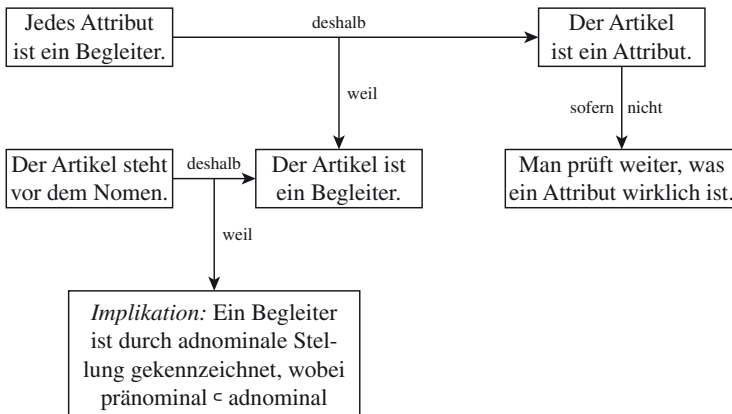 Jedes Attribut
ist ein Begleiter.
deshalb
Der Artikel
ist ein Attribut.
weil
sofern nicht
Der Artikel steht
vor dem Nomen.
deshalb
Der Artikel ist
ein Begleiter.
Man prüft weiter, was
ein Attribut wirklich ist.
weil
Implikation: Ein Begleiter
ist durch adnominale Stel-
lung gekennzeichnet, wobei
pränominal ⊂ adnominal